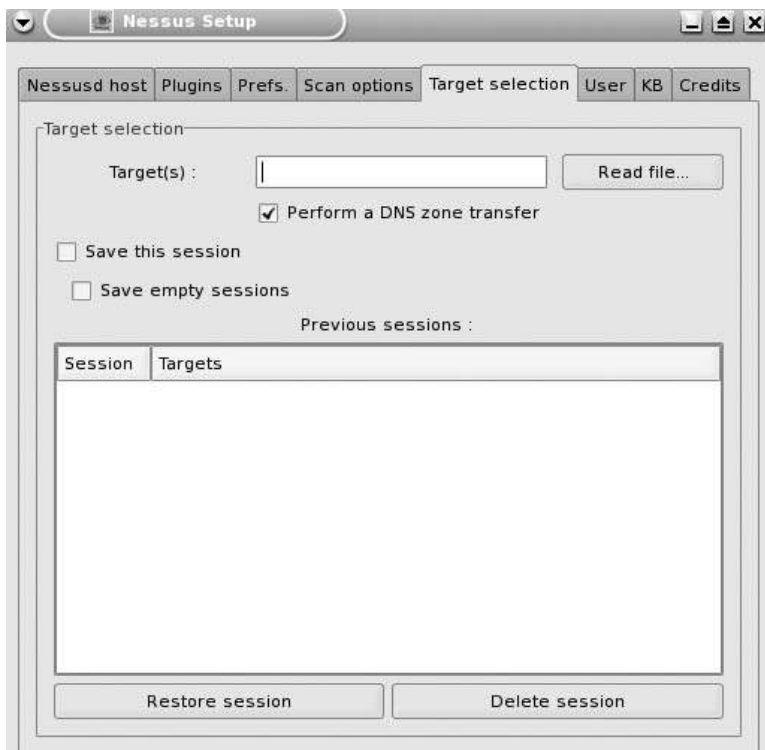 Nessus Setup
Nessusd host Plugins Prefs. Scan options Target selection User KB Credits
Target selection
Target(s) : Read file...
Perform a DNS zone transfer
Save this session
Save empty sessions
Previous sessions :
Session Targets
Restore session Delete session